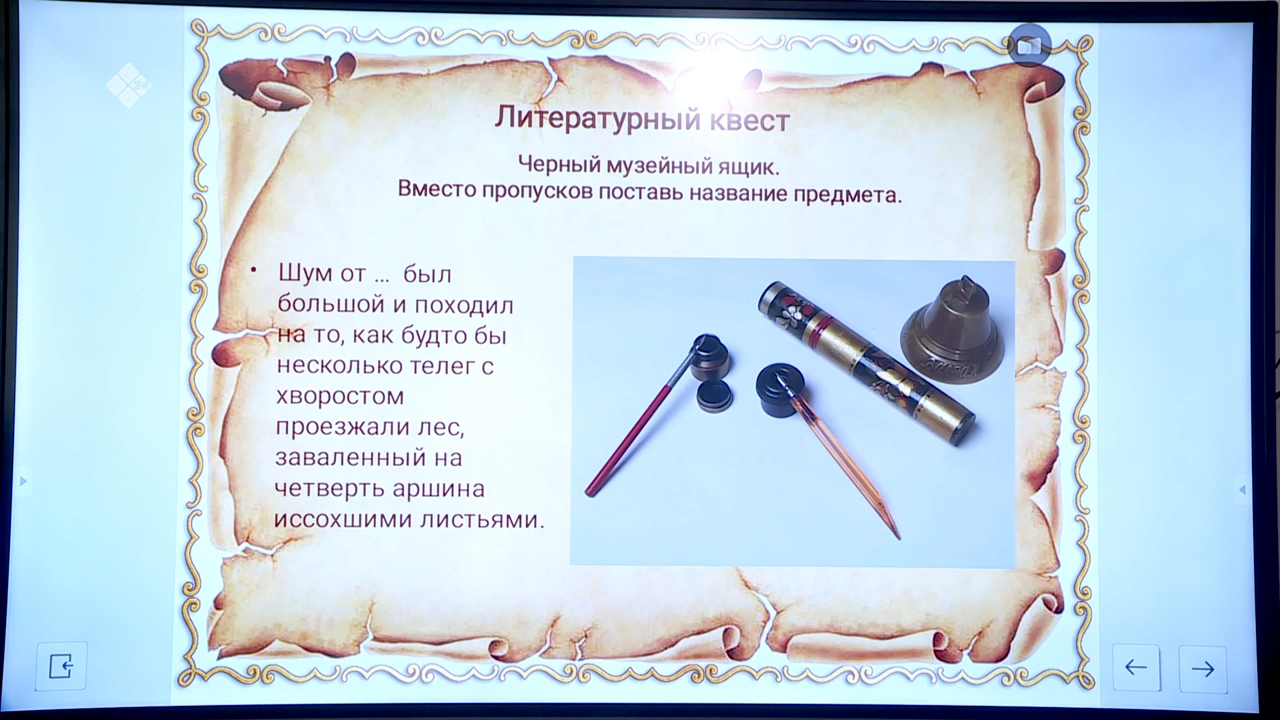 Литературный квест
Черный музейный ящик.
Вместо пропусков поставь название предмета.
• Шум от ... был
большой и походил
на то, как будто бы
несколько телег с
хворостом
проезжали лес,
заваленный на
четверть аршина
иссохшими листьями.